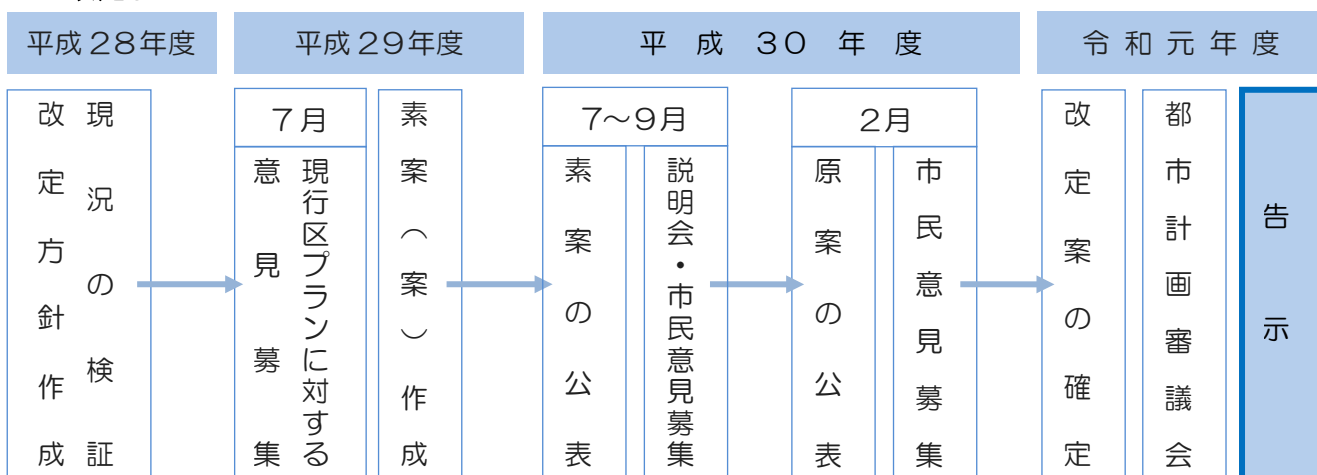 平成28年度
平成29年度
平成30年度
令和元年度
現況の検証
改定方針作成
7月
現行区プランに対する
意見募集
素案（案）作成
7～9月
素案の公表
説明会・市民意見募集
2月
原案の公表
市民意見募集
改定案の確定
都市計画審議会
告示